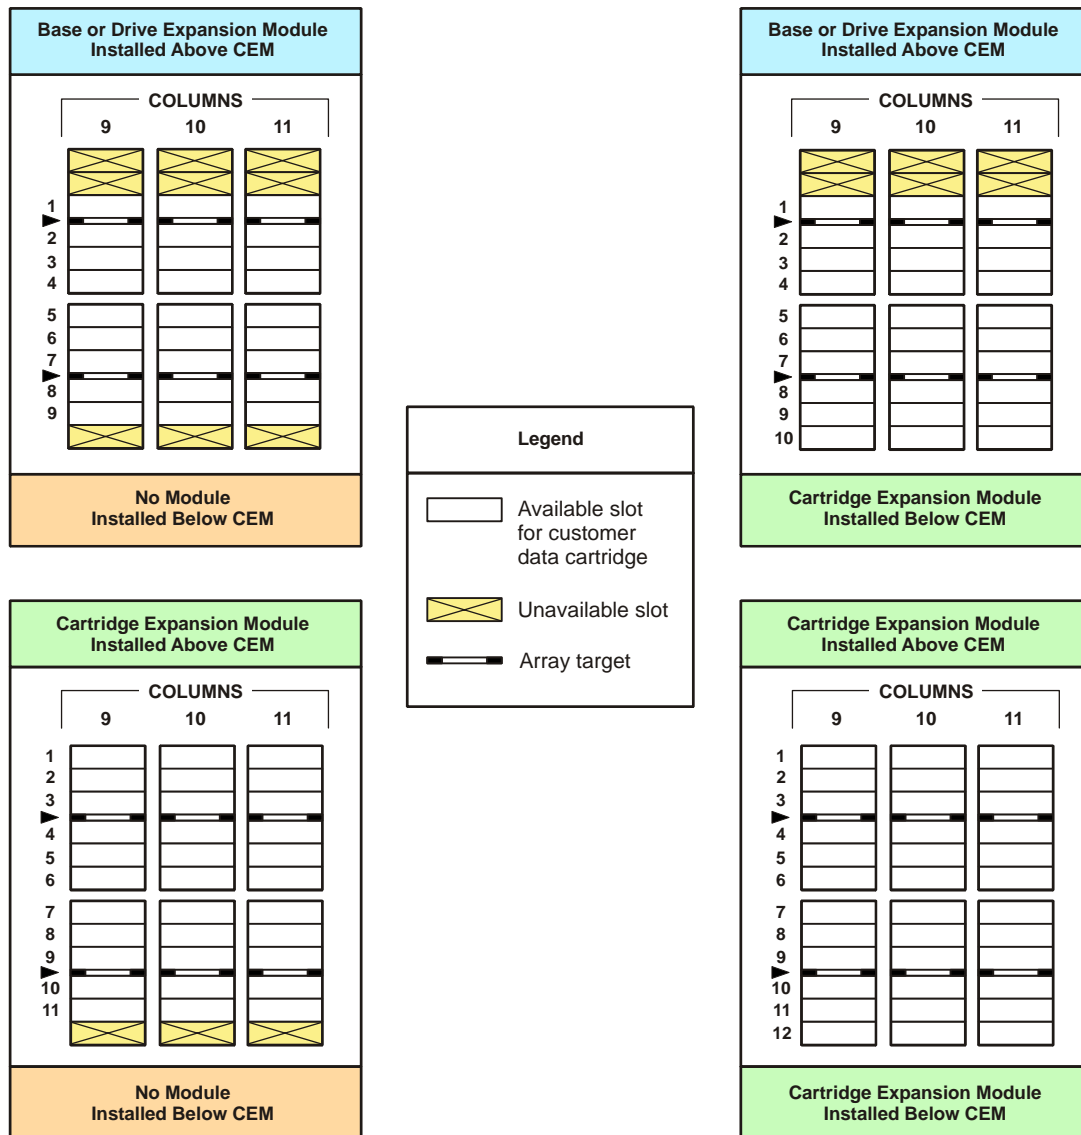 Base or Drive Expansion Module
Installed Above CEM
COLUMNS
9 10 11
1
2
3
4
5
6
7
8
9
No Module
Installed Below CEM
Base or Drive Expansion Module
Installed Above CEM
COLUMNS
9 10 11
1
2
3
4
5
6
7
8
9
10
Cartridge Expansion Module
Installed Below CEM
Legend
Available slot
for customer
data cartridge
Unavailable slot
Array target
Cartridge Expansion Module
Installed Above CEM
COLUMNS
9 10 11
1
2
3
4
5
6
7
8
9
10
11
No Module
Installed Below CEM
Cartridge Expansion Module
Installed Above CEM
COLUMNS
9 10 11
1
2
3
4
5
6
7
8
9
10
11
12
Cartridge Expansion Module
Installed Below CEM